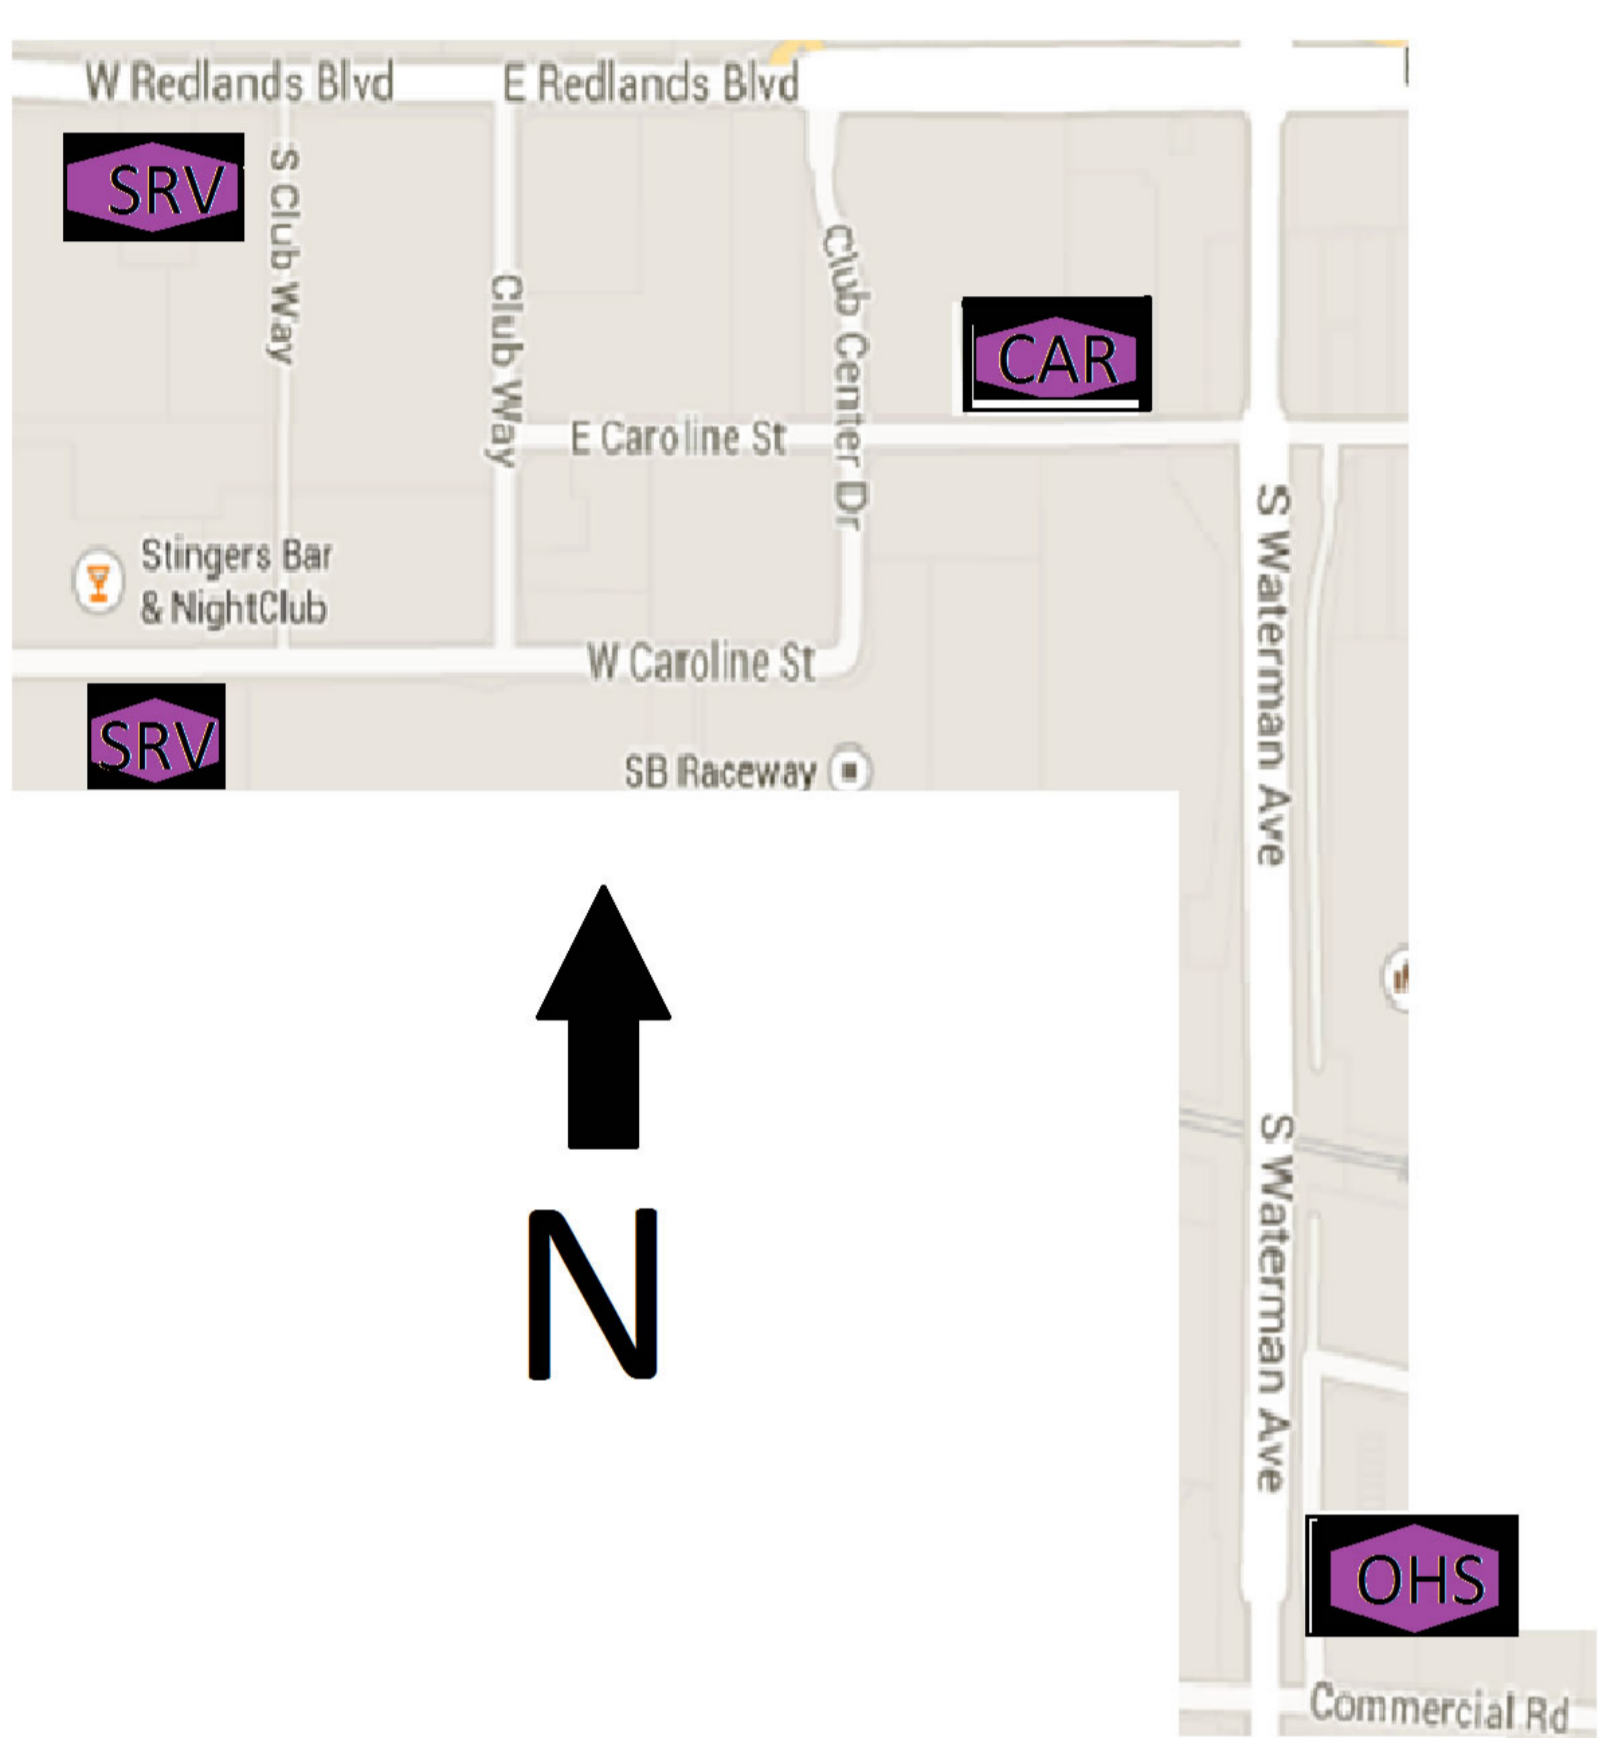 W Redlands Blvd
E Redlands Blvd
SRV
S Club Way
Club Way
Club Center Dr
CAR
E Caroline St
Stingers Bar
& NightClub
W Caroline St
S Waterman Ave
SRV
SB Raceway
N
S Waterman Ave
OHS
Commercial Rd